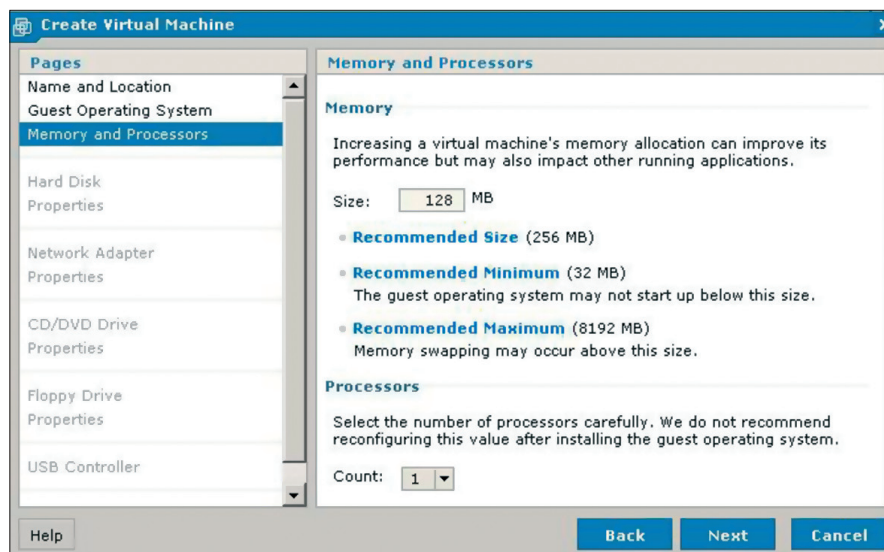 Create Virtual Machine
Pages
Name and Location
Guest Operating System
Memory and Processors
Hard Disk
Properties
Network Adapter
Properties
CD/DVD Drive
Properties
Floppy Drive
Properties
USB Controller
Memory and Processors
Memory
Increasing a virtual machine's memory allocation can improve its
performance but may also impact other running applications.
Size: 128 MB
Recommended Size (256 MB)
Recommended Minimum (32 MB)
The guest operating system may not start up below this size.
Recommended Maximum (8192 MB)
Memory swapping may occur above this size.
Processors
Select the number of processors carefully. We do not recommend
reconfiguring this value after installing the guest operating system.
Count: 1
Help
Back
Next
Cancel